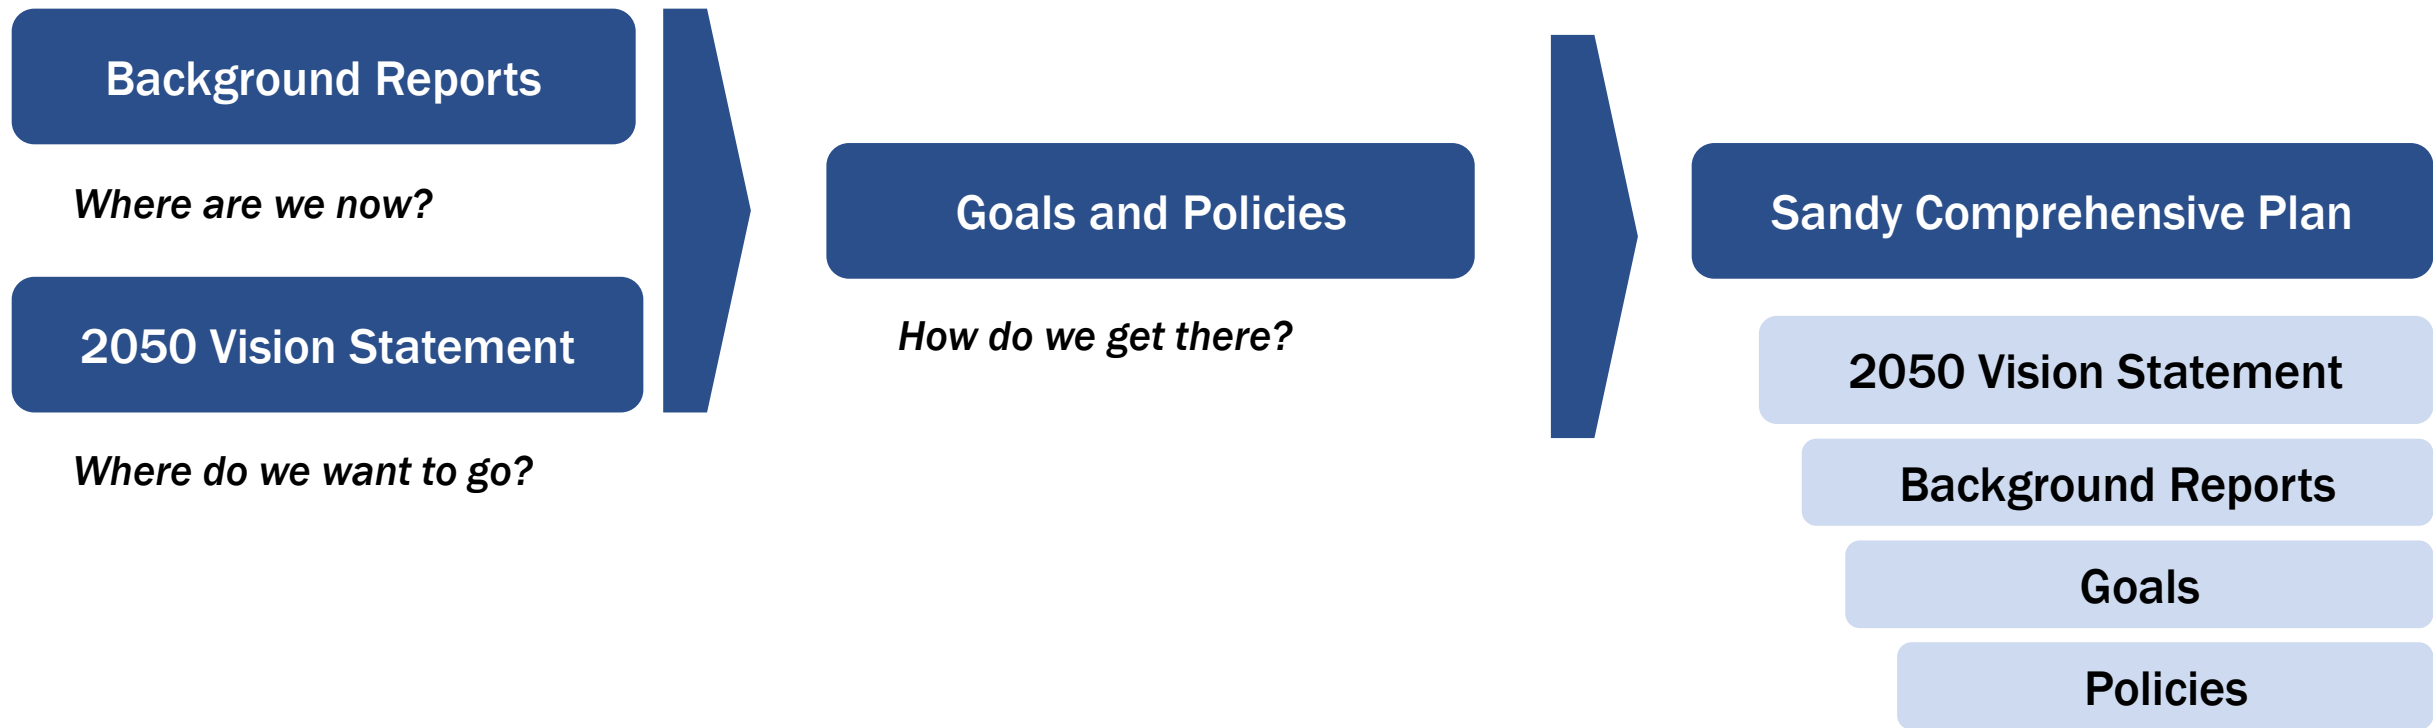 Background Reports
Where are we now?
2050 Vision Statement
Where do we want to go?
Goals and Policies
How do we get there?
Sandy Comprehensive Plan
2050 Vision Statement
Background Reports
Goals
Policies